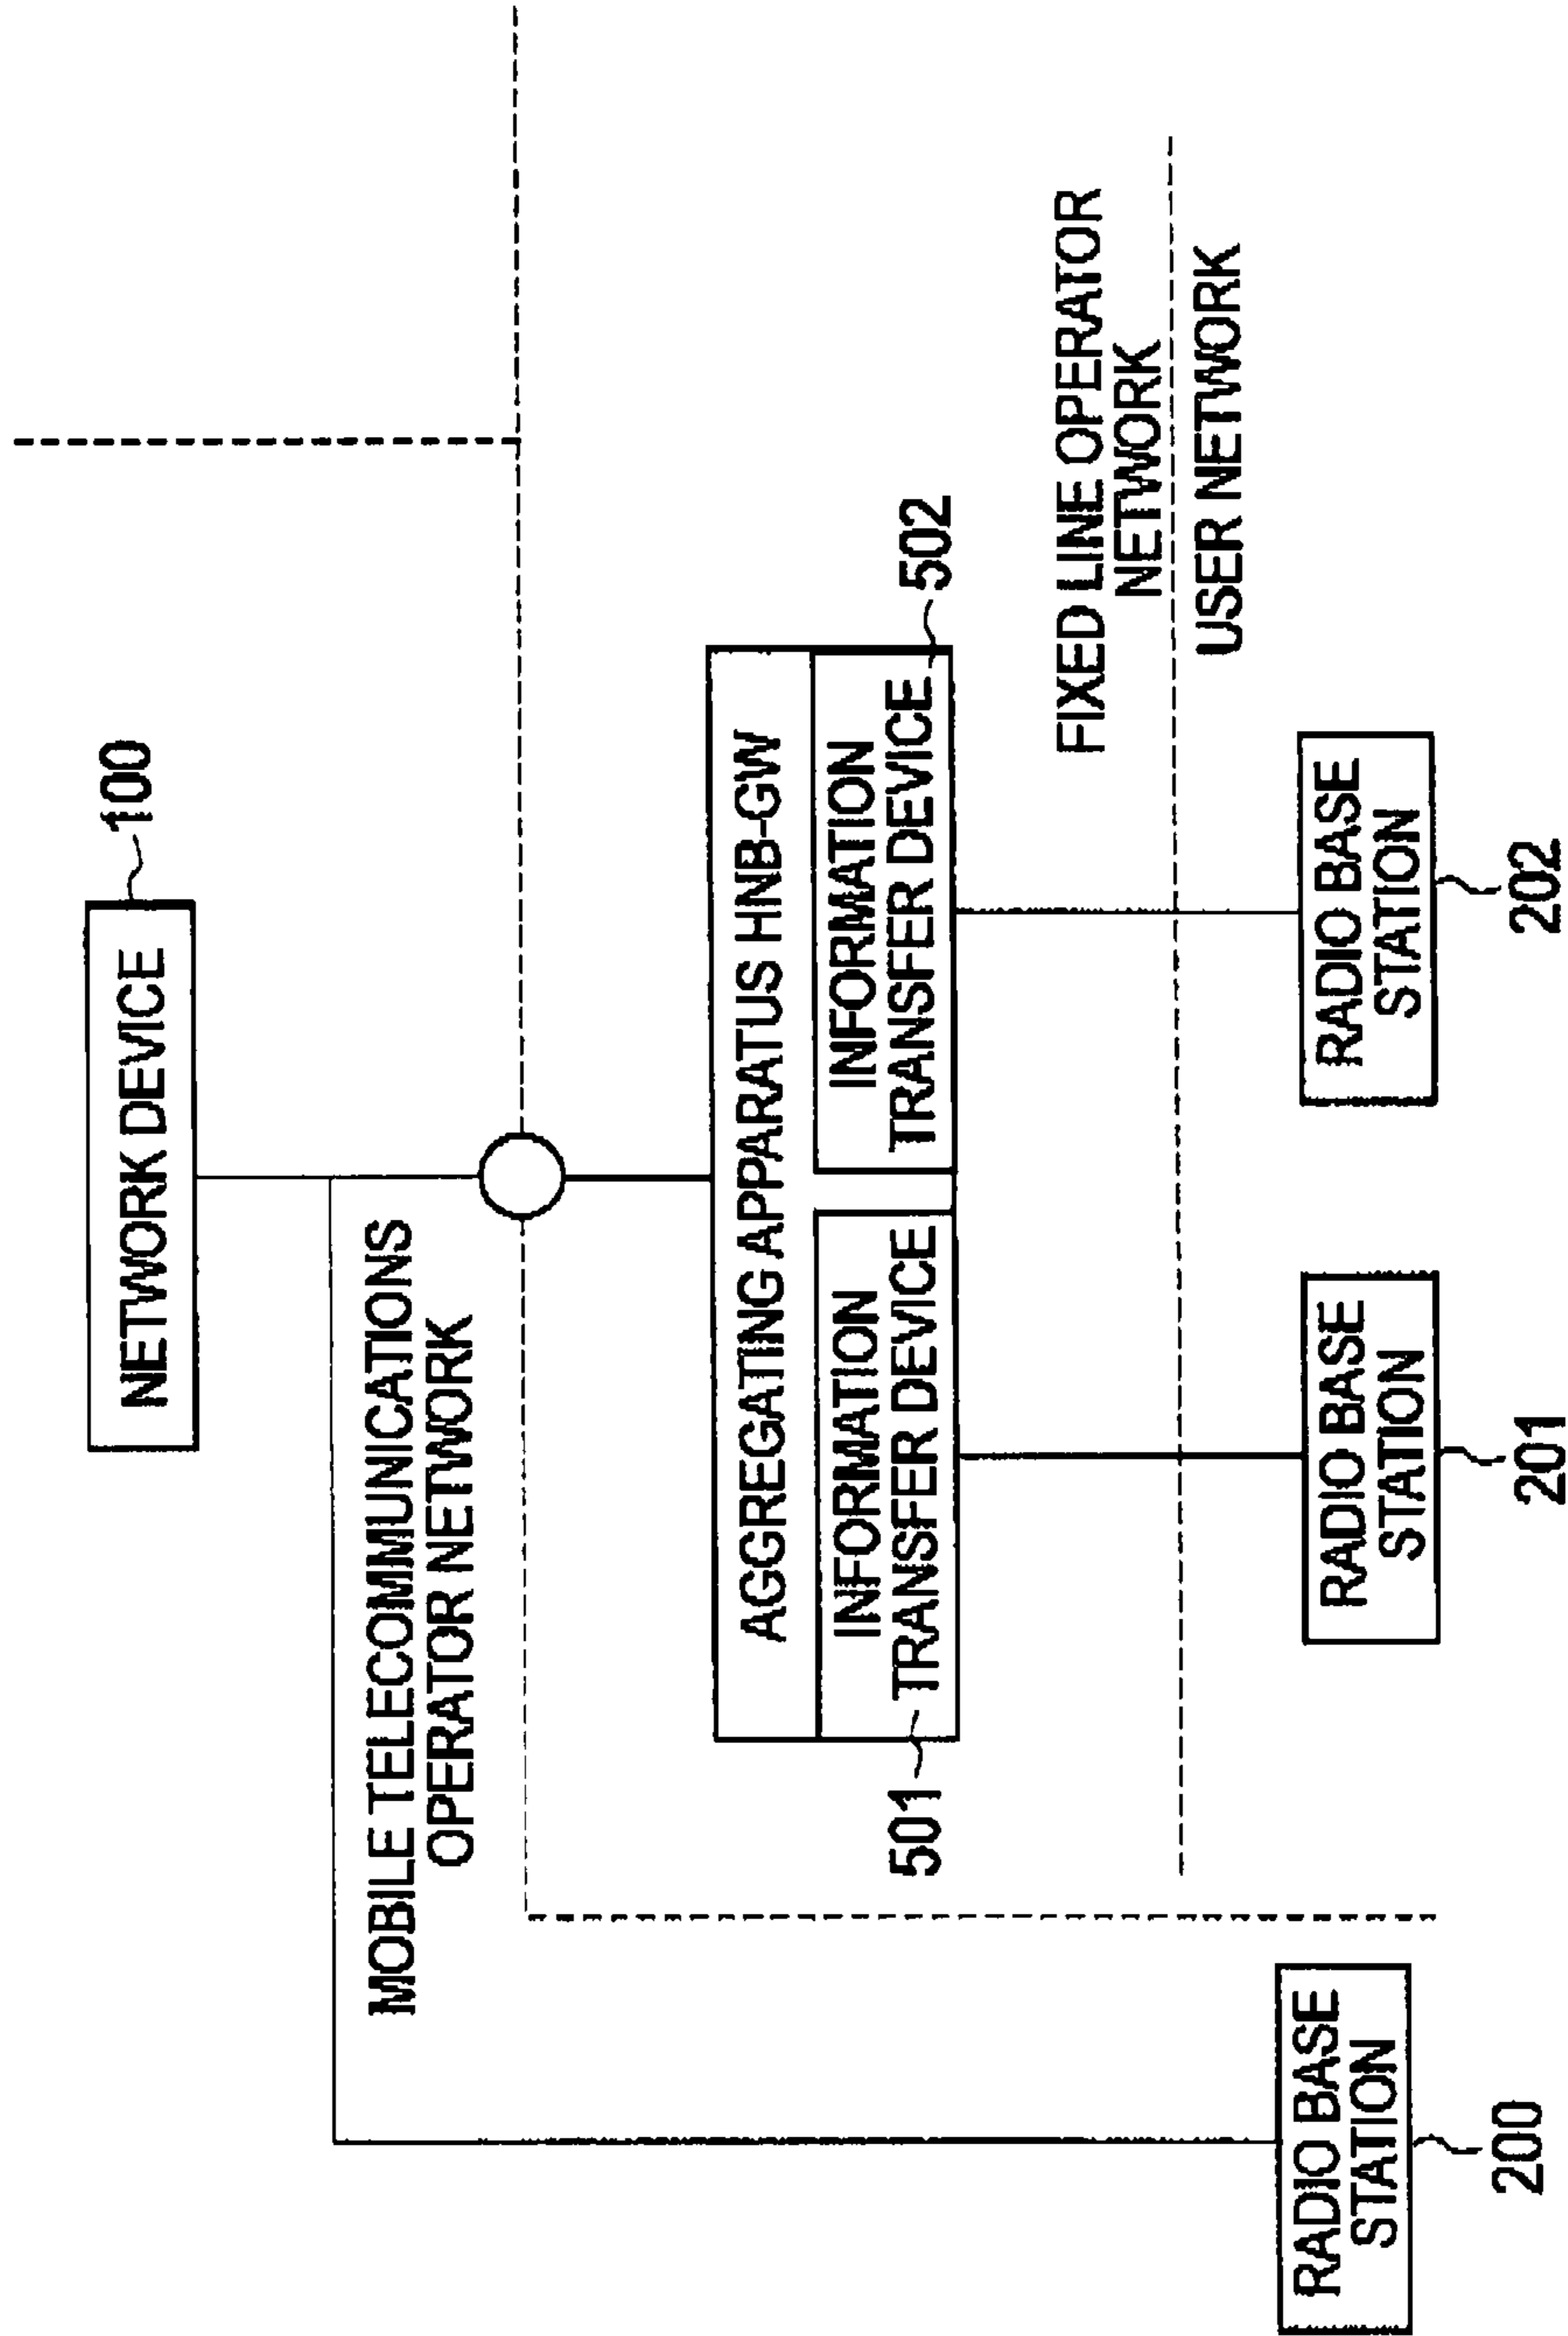 100
NETWORK DEVICE
MOBILE TELECOMMUNICATIONS
OPERATOR NETWORK
AGGREGATING APPARATUS HNB-GW
INFORMATION
TRANSFER DEVICE
501
INFORMATION
TRANSFER DEVICE
502
FIXED LINE OPERATOR
NETWORK
USER NETWORK
RADIO BASE
STATION
200
RADIO BASE
STATION
201
RADIO BASE
STATION
202